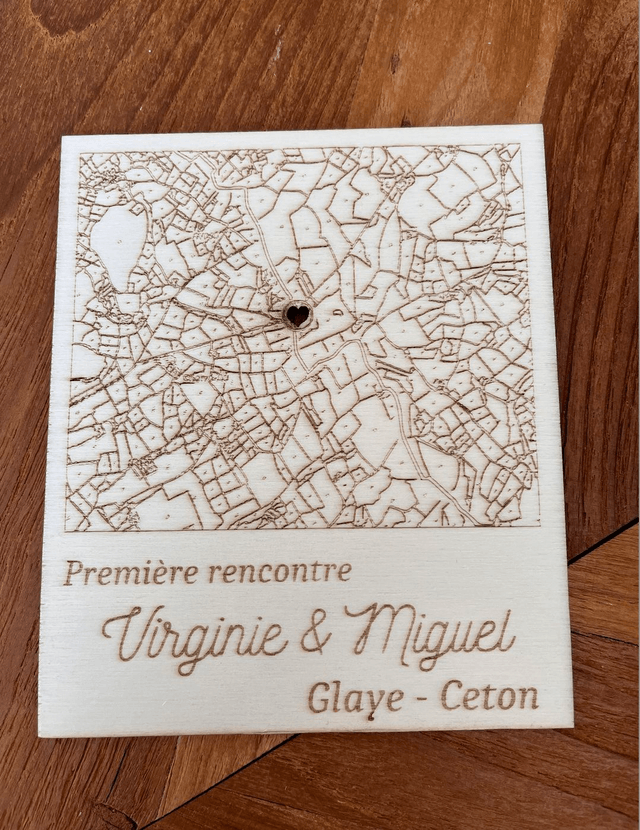 Première rencontre
Virginie & Miguel
Glaye - Ceton